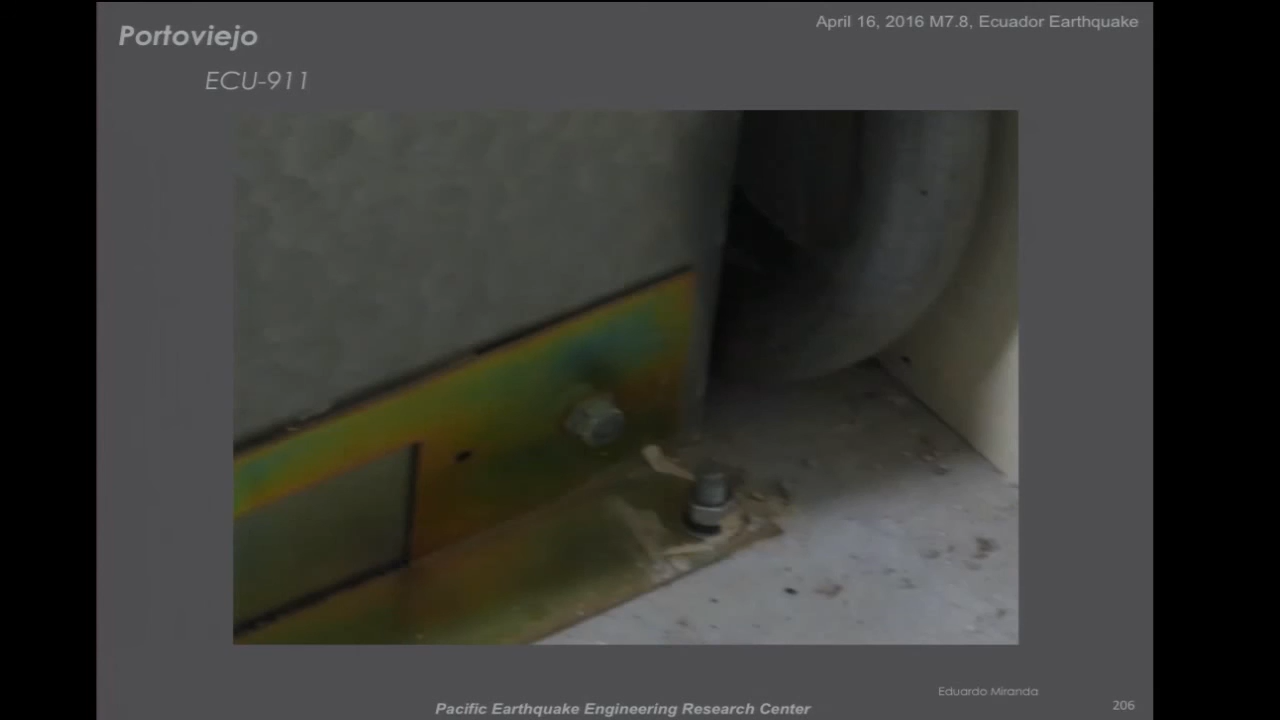 April 16, 2016 M7.8, Ecuador Earthquake
Portoviejo
ECU-911
Eduardo Miranda
Pacific Earthquake Engineering Research Center
206